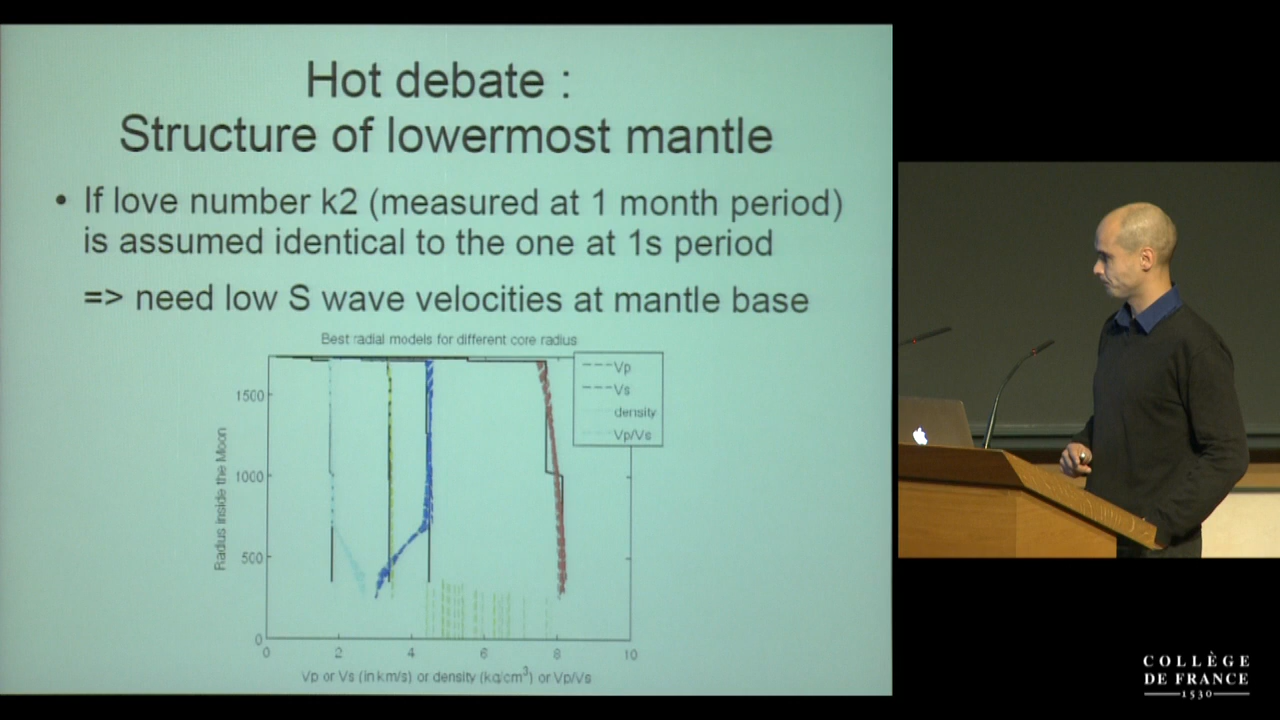 Hot debate :
Structure of lowermost mantle
• If love number k2 (measured at 1 month period)
is assumed identical to the one at 1s period
=> need low S wave velocities at mantle base
Best radial models for different core radius
Vp
Vs
density
Vp/Vs
1500
1000
500
0
Radius inside the Moon
0 2 4 6 8 10
Vp or Vs (in km/s) or density (kg/cm³) or Vp/Vs
COLLÈGE
DE FRANCE
1530